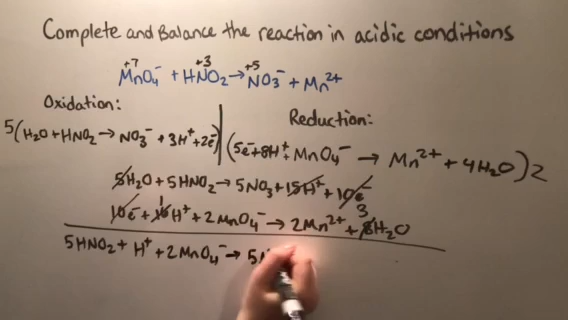 Complete and Balance the reaction in acidic conditions
+7 +3 +5
MnO₄⁻ + HNO₂ → NO₃⁻ + Mn²⁺
Oxidation:
5(H₂O + HNO₂ → NO₃⁻ + 3H⁺ + 2e⁻)
Reduction:
(5e⁻ + 8H⁺ + MnO₄⁻ → Mn²⁺ + 4H₂O)2
5H₂O + 5HNO₂ → 5NO₃ + 15H⁺ + 10e⁻
1 3
10e⁻ + 16H⁺ + 2MnO₄⁻ → 2Mn²⁺ + 8H₂O
5HNO₂ + H⁺ + 2MnO₄⁻ → 5N